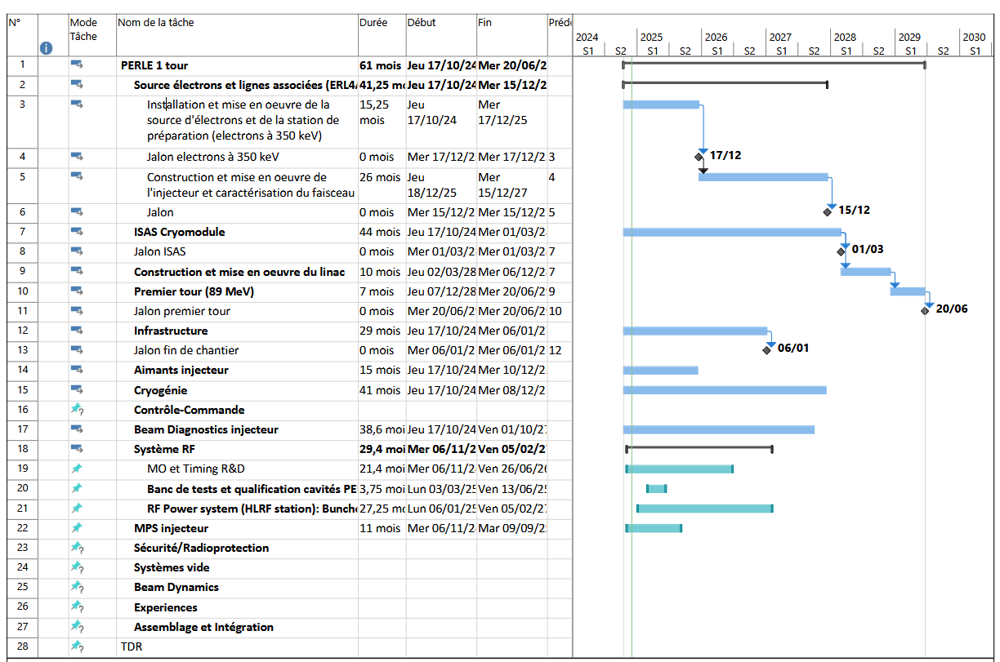 N° Mode Tâche Nom de la tâche Durée Début Fin Préde
2024 2025 2026 2027 2028 2029 2030
S1 S2 S1 S2 S1 S2 S1 S2 S1 S2 S1 S2 S1
1 PERLE 1 tour 61 mois Jeu 17/10/24 Mer 20/06/2
2 Source électrons et lignes associées (ERL4 41,25 mo Jeu 17/10/24 Mer 15/12/2
3 Installation et mise en oeuvre de la 15,25 Jeu Mer
source d'électrons et de la station de mois 17/10/24 17/12/25
préparation (electrons à 350 keV)
4 Jalon electrons à 350 keV 0 mois Mer 17/12/2 Mer 17/12/2 3 17/12
5 Construction et mise en oeuvre de 26 mois Jeu Mer 4
l'injecteur et caractérisation du faisceau 18/12/25 15/12/27
6 Jalon 0 mois Mer 15/12/2 Mer 15/12/2 5 15/12
7 ISAS Cryomodule 44 mois Jeu 17/10/24 Mer 01/03/2
8 Jalon ISAS 0 mois Mer 01/03/2 Mer 01/03/2 7 01/03
9 Construction et mise en oeuvre du linac 10 mois Jeu 02/03/28 Mer 06/12/2 7
10 Premier tour (89 MeV) 7 mois Jeu 07/12/28 Mer 20/06/2 9
11 Jalon premier tour 0 mois Mer 20/06/2 Mer 20/06/2 10 20/06
12 Infrastructure 29 mois Jeu 17/10/24 Mer 06/01/2
13 Jalon fin de chantier 0 mois Mer 06/01/2 Mer 06/01/2 12 06/01
14 Aimants injecteur 15 mois Jeu 17/10/24 Mer 10/12/2
15 Cryogénie 41 mois Jeu 17/10/24 Mer 08/12/2
16 Contrôle-Commande
17 Beam Diagnostics injecteur 38,6 moi Jeu 17/10/24 Ven 01/10/27
18 Système RF 29,4 moi Mer 06/11/2 Ven 05/02/2
19 MO et Timing R&D 21,4 moi Mer 06/11/2 Ven 26/06/26
20 Banc de tests et qualification cavités PE 3,75 moi Lun 03/03/25 Ven 13/06/25
21 RF Power system (HLRF station): Bunche 27,25 mo Lun 06/01/25 Ven 05/02/27
22 MPS injecteur 11 mois Mer 06/11/2 Mar 09/09/25
23 Sécurité/Radioprotection
24 Systèmes vide
25 Beam Dynamics
26 Experiences
27 Assemblage et Intégration
28 TDR